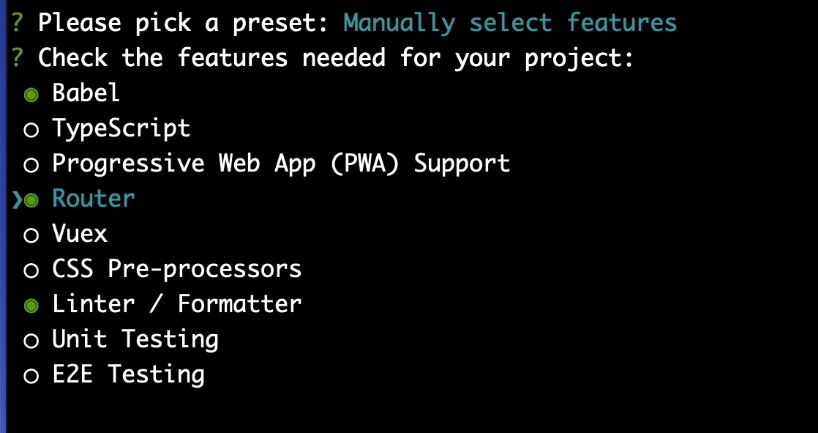 ? Please pick a preset: Manually select features
? Check the features needed for your project:
◉ Babel
○ TypeScript
○ Progressive Web App (PWA) Support
❯◉ Router
○ Vuex
○ CSS Pre-processors
◉ Linter / Formatter
○ Unit Testing
○ E2E Testing